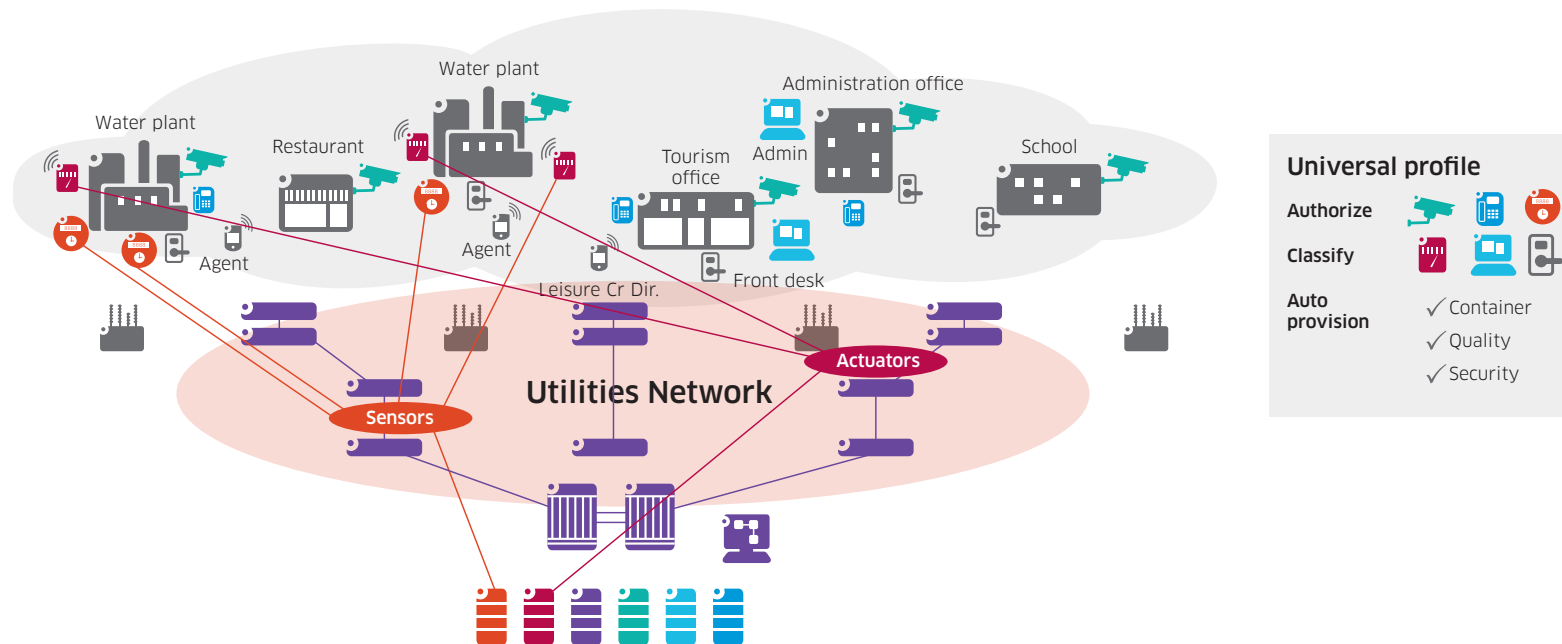 Water plant
Administration office
Water plant
Restaurant
School
Tourism
office
Admin
Agent
Agent
Front desk
Leisure Cr Dir.
Actuators
Utilities Network
Sensors
Universal profile
Authorize
Classify
Auto
provision
✓ Container
✓ Quality
✓ Security